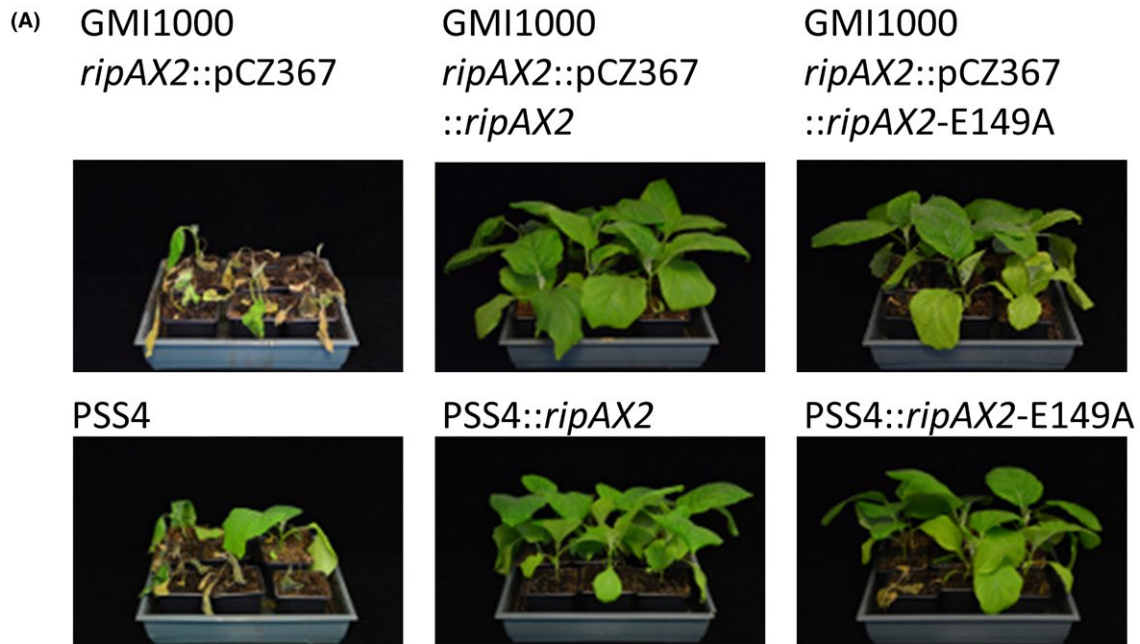 (A)
GMI1000
ripAX2::pCZ367
GMI1000
ripAX2::pCZ367
::ripAX2
GMI1000
ripAX2::pCZ367
::ripAX2-E149A
PSS4
PSS4::ripAX2
PSS4::ripAX2-E149A